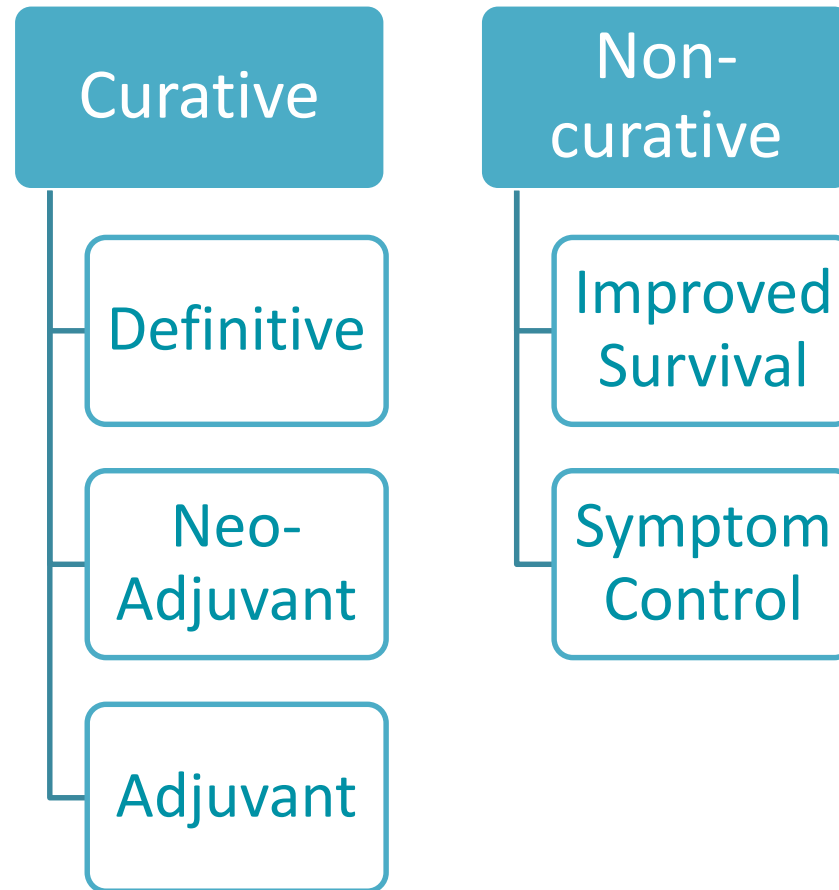 Curative
Definitive
Neo-
Adjuvant
Adjuvant
Non-
curative
Improved
Survival
Symptom
Control